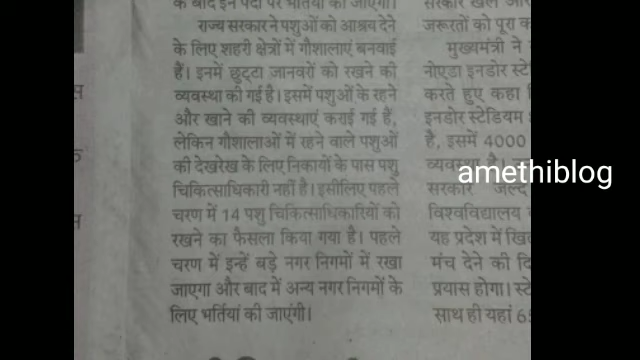 के बाद इन पदों पर भर्तियां की जाएंगी।
राज्य सरकार ने पशुओं को आश्रय देने
के लिए शहरी क्षेत्रों में गौशालाएं बनवाई
हैं। इनमें छुट्टा जानवरों को रखने की
व्यवस्था की गई है। इसमें पशुओं के रहने
और खाने की व्यवस्थाएं कराई गई हैं,
लेकिन गौशालाओं में रहने वाले पशुओं
की देखरेख के लिए निकायों के पास पशु
चिकित्साधिकारी नहीं है। इसीलिए पहले
चरण में 14 पशु चिकित्साधिकारियों को
रखने का फैसला किया गया है। पहले
चरण में इन्हें बड़े नगर निगमों में रखा
जाएगा और बाद में अन्य नगर निगमों के
लिए भर्तियां की जाएंगी।
सरकार खेल
जरूरतों को पूरा
मुख्यमंत्री ने
नोएडा इनडोर
करते हुए कहा
इनडोर स्टेडियम
है, इसमें 4000
व्यवस्था है।
सरकार जल्द
विश्वविद्यालय
यह प्रदेश में
मंच देने की
प्रयास होगा।
साथ ही यहां
amethiblog